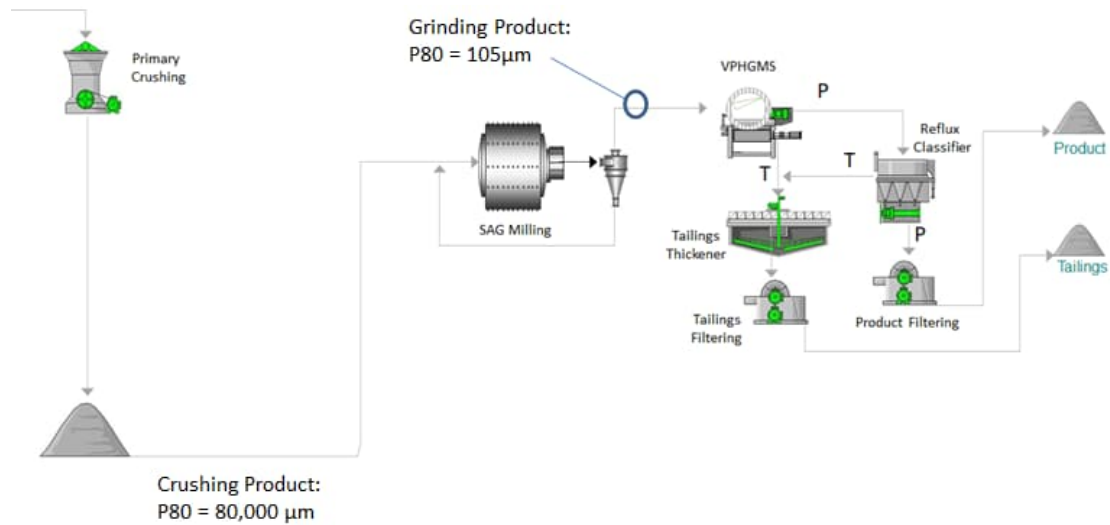 Grinding Product:
P80 = 105µm
Primary
Crushing
VPHGMS
P
Reflux
Classifier
Product
T
T
SAG Milling
P
Tailings
Thickener
Tailings
Product Filtering
Tailings
Filtering
Crushing Product:
P80 = 80,000 µm